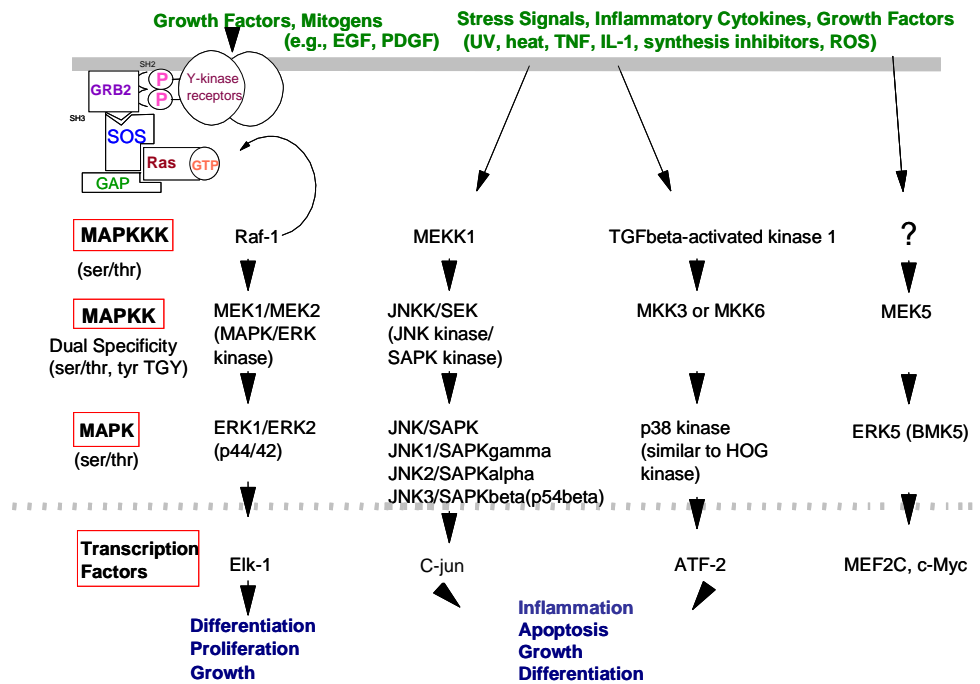 Growth Factors, Mitogens
(e.g., EGF, PDGF)
Stress Signals, Inflammatory Cytokines, Growth Factors
(UV, heat, TNF, IL-1, synthesis inhibitors, ROS)
SH2
GRB2
P
P
Y-kinase
receptors
SH3
SOS
Ras
GTP
GAP
MAPKKK
(ser/thr)
Raf-1
MEKK1
TGFbeta-activated kinase 1
?
MAPKK
Dual Specificity
(ser/thr, tyr TGY)
MEK1/MEK2
(MAPK/ERK
kinase)
JNKK/SEK
(JNK kinase/
SAPK kinase)
MKK3 or MKK6
MEK5
MAPK
(ser/thr)
ERK1/ERK2
(p44/42)
JNK/SAPK
JNK1/SAPKgamma
JNK2/SAPKalpha
JNK3/SAPKbeta(p54beta)
p38 kinase
(similar to HOG
kinase)
ERK5 (BMK5)
Transcription
Factors
Elk-1
C-jun
ATF-2
MEF2C, c-Myc
Differentiation
Proliferation
Growth
Inflammation
Apoptosis
Growth
Differentiation